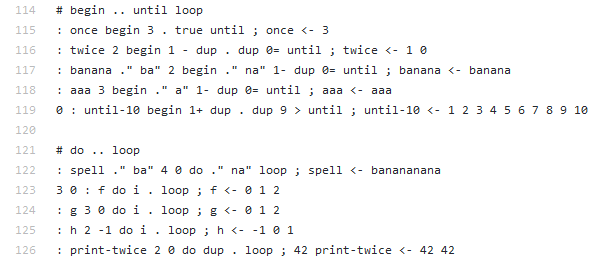 114 # begin .. until loop
115 : once begin 3 . true until ; once <- 3
116 : twice 2 begin 1 - dup . dup 0= until ; twice <- 1 0
117 : banana ." ba" 2 begin ." na" 1- dup 0= until ; banana <- banana
118 : aaa 3 begin ." a" 1- dup 0= until ; aaa <- aaa
119 0 : until-10 begin 1+ dup . dup 9 > until ; until-10 <- 1 2 3 4 5 6 7 8 9 10
120
121 # do .. loop
122 : spell ." ba" 4 0 do ." na" loop ; spell <- banananana
123 3 0 : f do i . loop ; f <- 0 1 2
124 : g 3 0 do i . loop ; g <- 0 1 2
125 : h 2 -1 do i . loop ; h <- -1 0 1
126 : print-twice 2 0 do dup . loop ; 42 print-twice <- 42 42